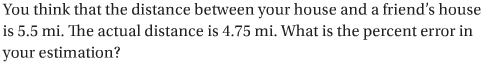 You think that the distance between your house and a friend’s house
is 5.5 mi. The actual distance is 4.75 mi. What is the percent error in
your estimation?